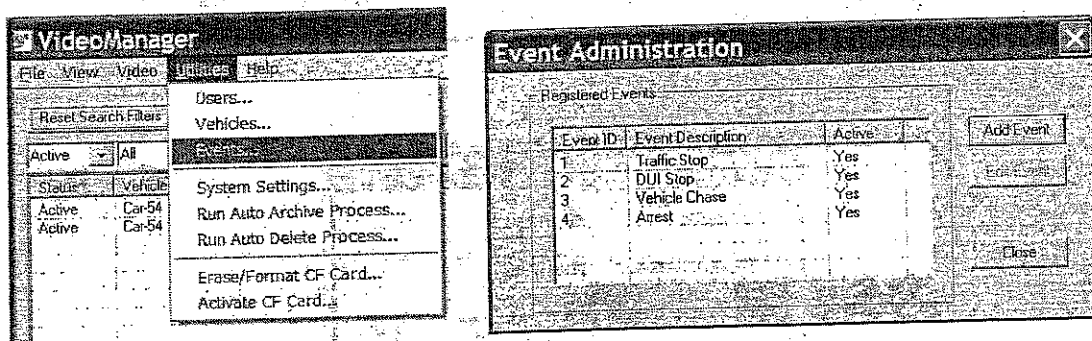 VideoManager
File View Video Utilities Help
Reset Search Filters
Active All
Status Vehicle
Active Car-54
Active Car-54
Users...
Vehicles...
Events...
System Settings...
Run Auto Archive Process...
Run Auto Delete Process...
Erase/Format CF Card...
Activate CF Card...
Event Administration
Registered Events
Event ID Event Description Active
1 Traffic Stop Yes
2 DUI Stop Yes
3 Vehicle Chase Yes
4 Arrest Yes
Add Event
Edit Event
Close